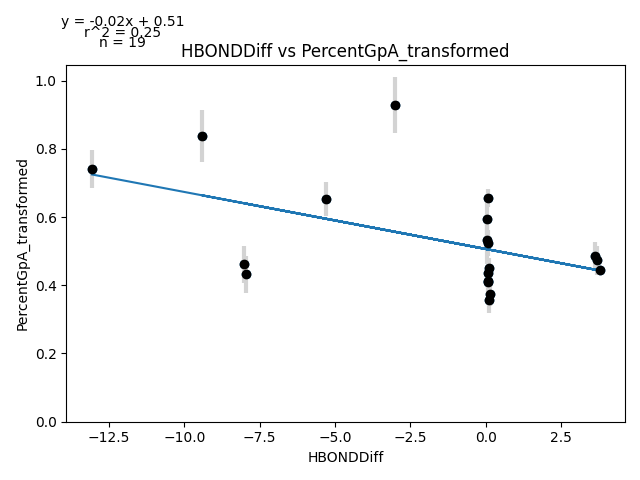 y = -0.02x + 0.51
r^2 = 0.25
n = 19
HBONDDiff vs PercentGpA_transformed
1.0
0.8
0.6
0.4
0.2
0.0
PercentGpA_transformed
−12.5 −10.0 −7.5 −5.0 −2.5 0.0 2.5
HBONDDiff